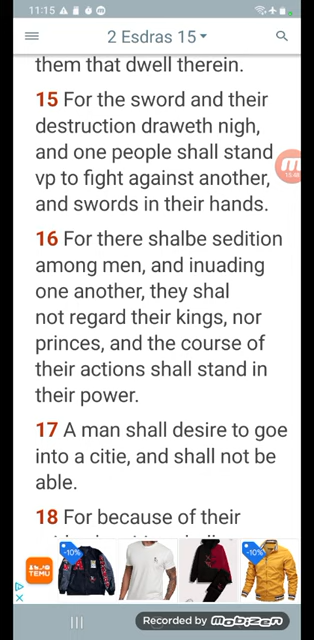 11:15
2 Esdras 15
them that dwell therein.
15 For the sword and their
destruction draweth nigh,
and one people shall stand
vp to fight against another,
and swords in their hands.
16 For there shalbe sedition
among men, and inuading
one another, they shal
not regard their kings, nor
princes, and the course of
their actions shall stand in
their power.
17 A man shall desire to goe
into a citie, and shall not be
able.
18 For because of their
-10%
-10%
TEMU
Recorded by mobizen